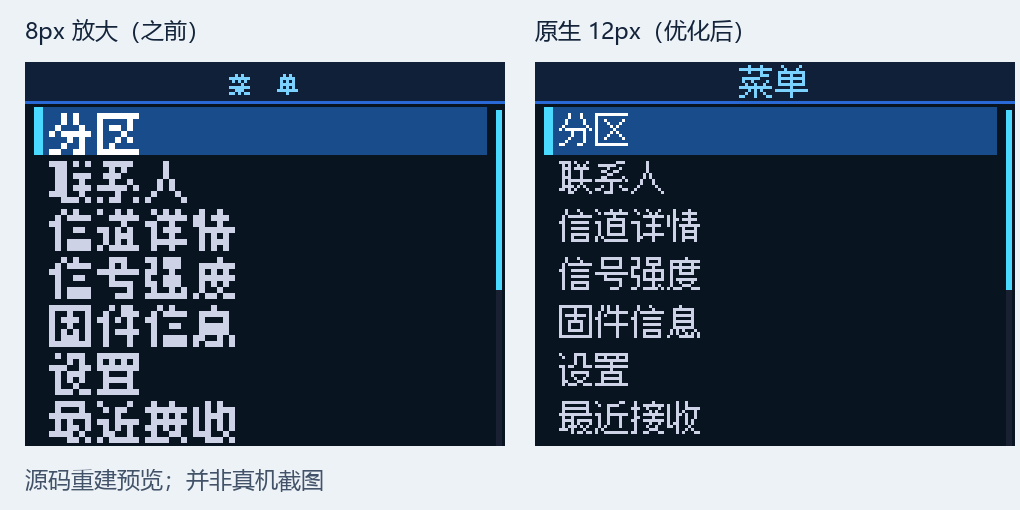 8px 放大（之前）
菜 单
分区
联系人
信道详情
信号强度
固件信息
设置
最近接收
原生 12px（优化后）
菜单
分区
联系人
信道详情
信号强度
固件信息
设置
最近接收
源码重建预览；并非真机截图